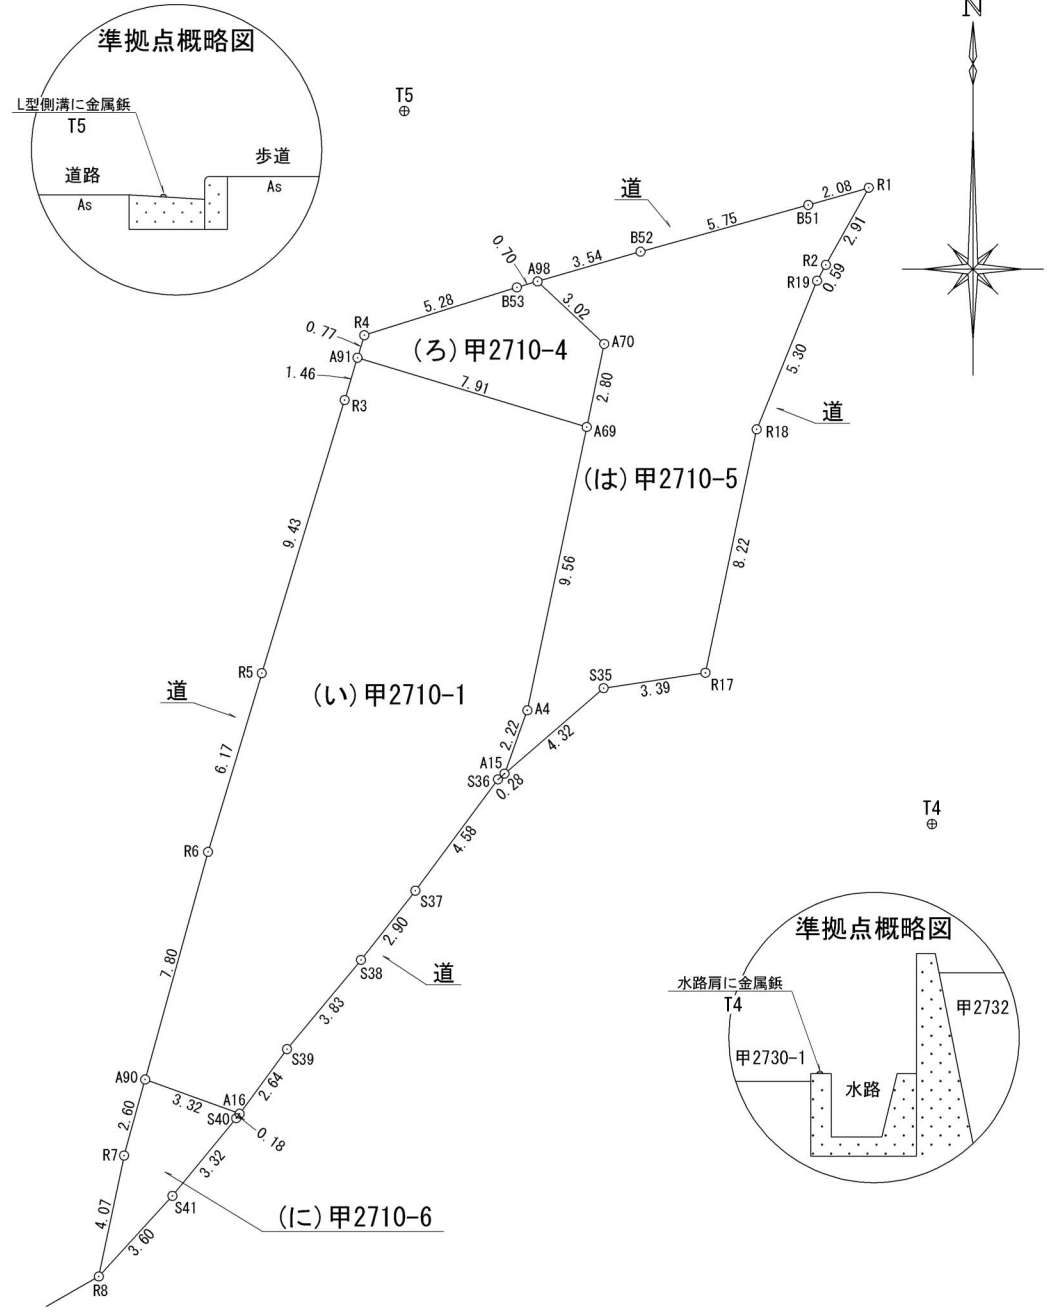 準拠点概略図
L型側溝に金属鋲
T5
道路
As
歩道
As
T5
N
道
R1
2.08
B51
5.75
B52
3.54
A98
0.70
B53
5.28
R4
0.77
A91
1.46
R3
2.91
R2
0.59
R19
5.30
道
R18
3.02
A70
2.80
A69
7.91
(ろ)甲2710-4
(は)甲2710-5
9.43
9.56
8.22
R17
3.39
S35
4.32
R5
道
(い)甲2710-1
A4
2.22
A15
S36
0.28
6.17
R6
4.58
S37
2.90
S38
道
3.83
S39
2.64
7.80
A90
3.32
A16
S40
0.18
2.60
R7
3.32
S41
4.07
3.60
R8
(に)甲2710-6
T4
準拠点概略図
水路肩に金属鋲
T4
甲2730-1
水路
甲2732